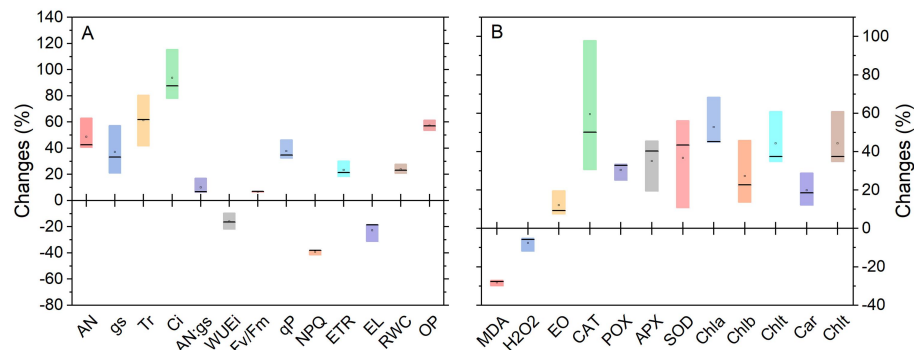 A
B
Changes (%)
140
120
100
80
60
40
20
0
-20
-40
-60
-80
AN
gs
Tr
Ci
AN:gs
WUEi
Fv/Fm
qP
NPQ
ETR
EL
RWC
OP
MDA
H2O2
EO
CAT
POX
APX
SOD
Chla
Chlb
Chlt
Car
Chlt
100
80
60
40
20
0
-20
-40
Changes (%)